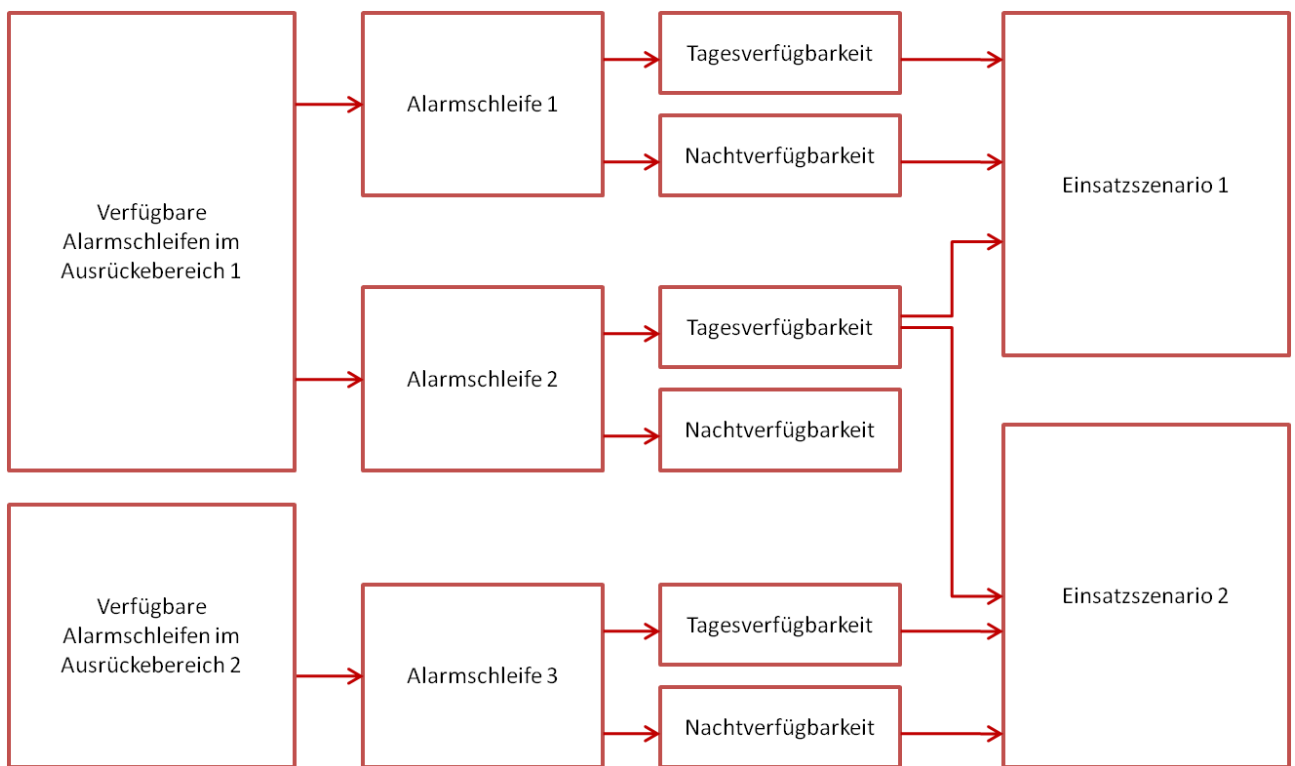 Verfügbare
Alarmschleifen im
Ausrückebereich 1
Alarmschleife 1
Tagesverfügbarkeit
Nachtverfügbarkeit
Einsatzszenario 1
Alarmschleife 2
Tagesverfügbarkeit
Nachtverfügbarkeit
Verfügbare
Alarmschleifen im
Ausrückebereich 2
Alarmschleife 3
Tagesverfügbarkeit
Nachtverfügbarkeit
Einsatzszenario 2